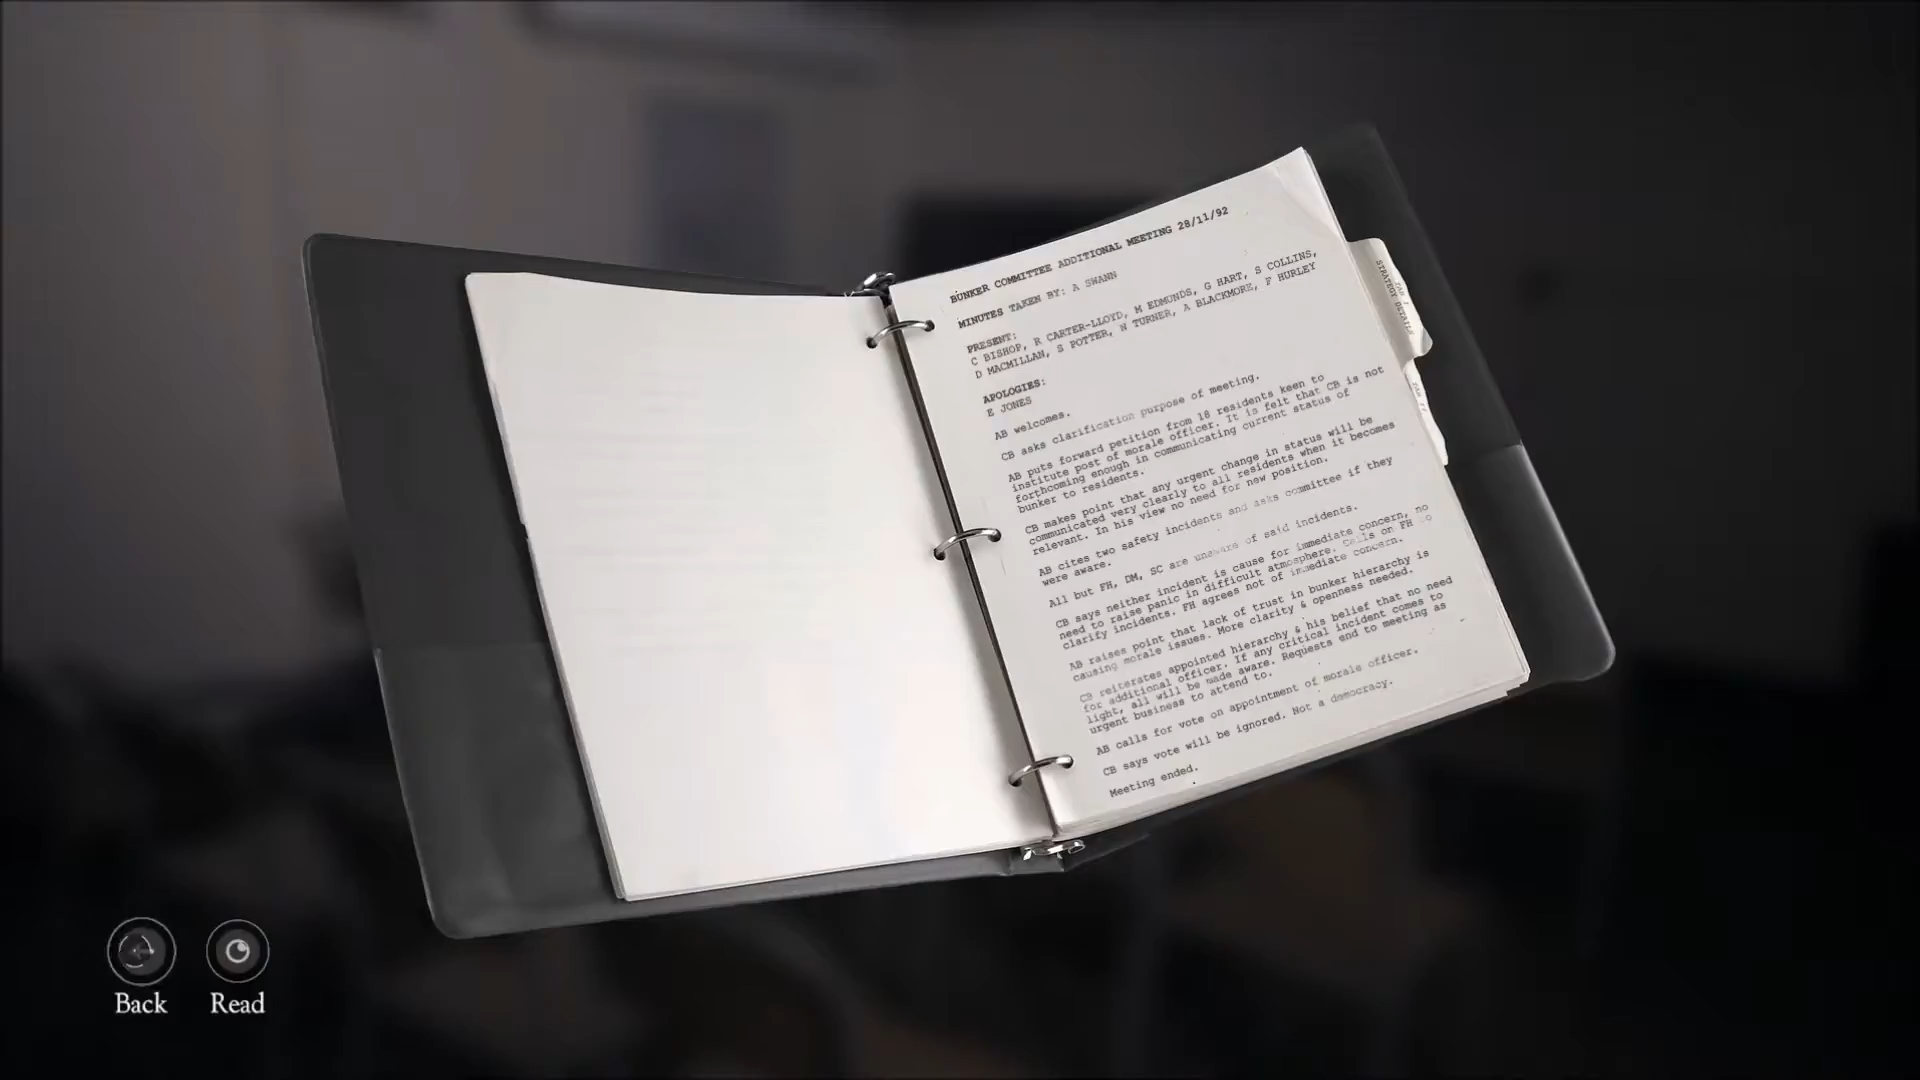 BUNKER COMMITTEE ADDITIONAL MEETING 28/11/92
MINUTES TAKEN BY: A SWANN
PRESENT:
C BISHOP, R CARTER-LLOYD, M EDMUNDS, G HART, S COLLINS,
D MACMILLAN, S POTTER, N TURNER, A BLACKMORE, F HURLEY
APOLOGIES:
E JONES
AB welcomes.
CB asks clarification purpose of meeting.
AB puts forward petition from 18 residents keen to
institute post of morale officer. It is felt that CB is not
forthcoming enough in communicating current status of
bunker to residents.
CB makes point that any urgent change in status will be
communicated very clearly to all residents when it becomes
relevant. In his view no need for new position.
AB cites two safety incidents and asks committee if they
were aware.
All but FH, DM, SC are unaware of said incidents.
CB says neither incident is cause for immediate concern, no
need to raise panic in difficult atmosphere. Calls on FH to
clarify incidents. FH agrees not of immediate concern.
AB raises point that lack of trust in bunker hierarchy is
causing morale issues. More clarity & openness needed.
CB reiterates appointed hierarchy & his belief that no need
for additional officer. If any critical incident comes to
light, all will be made aware. Requests end to meeting as
urgent business to attend to.
AB calls for vote on appointment of morale officer.
CB says vote will be ignored. Not a democracy.
Meeting ended.
STRATEGY DETAILS
Back
Read